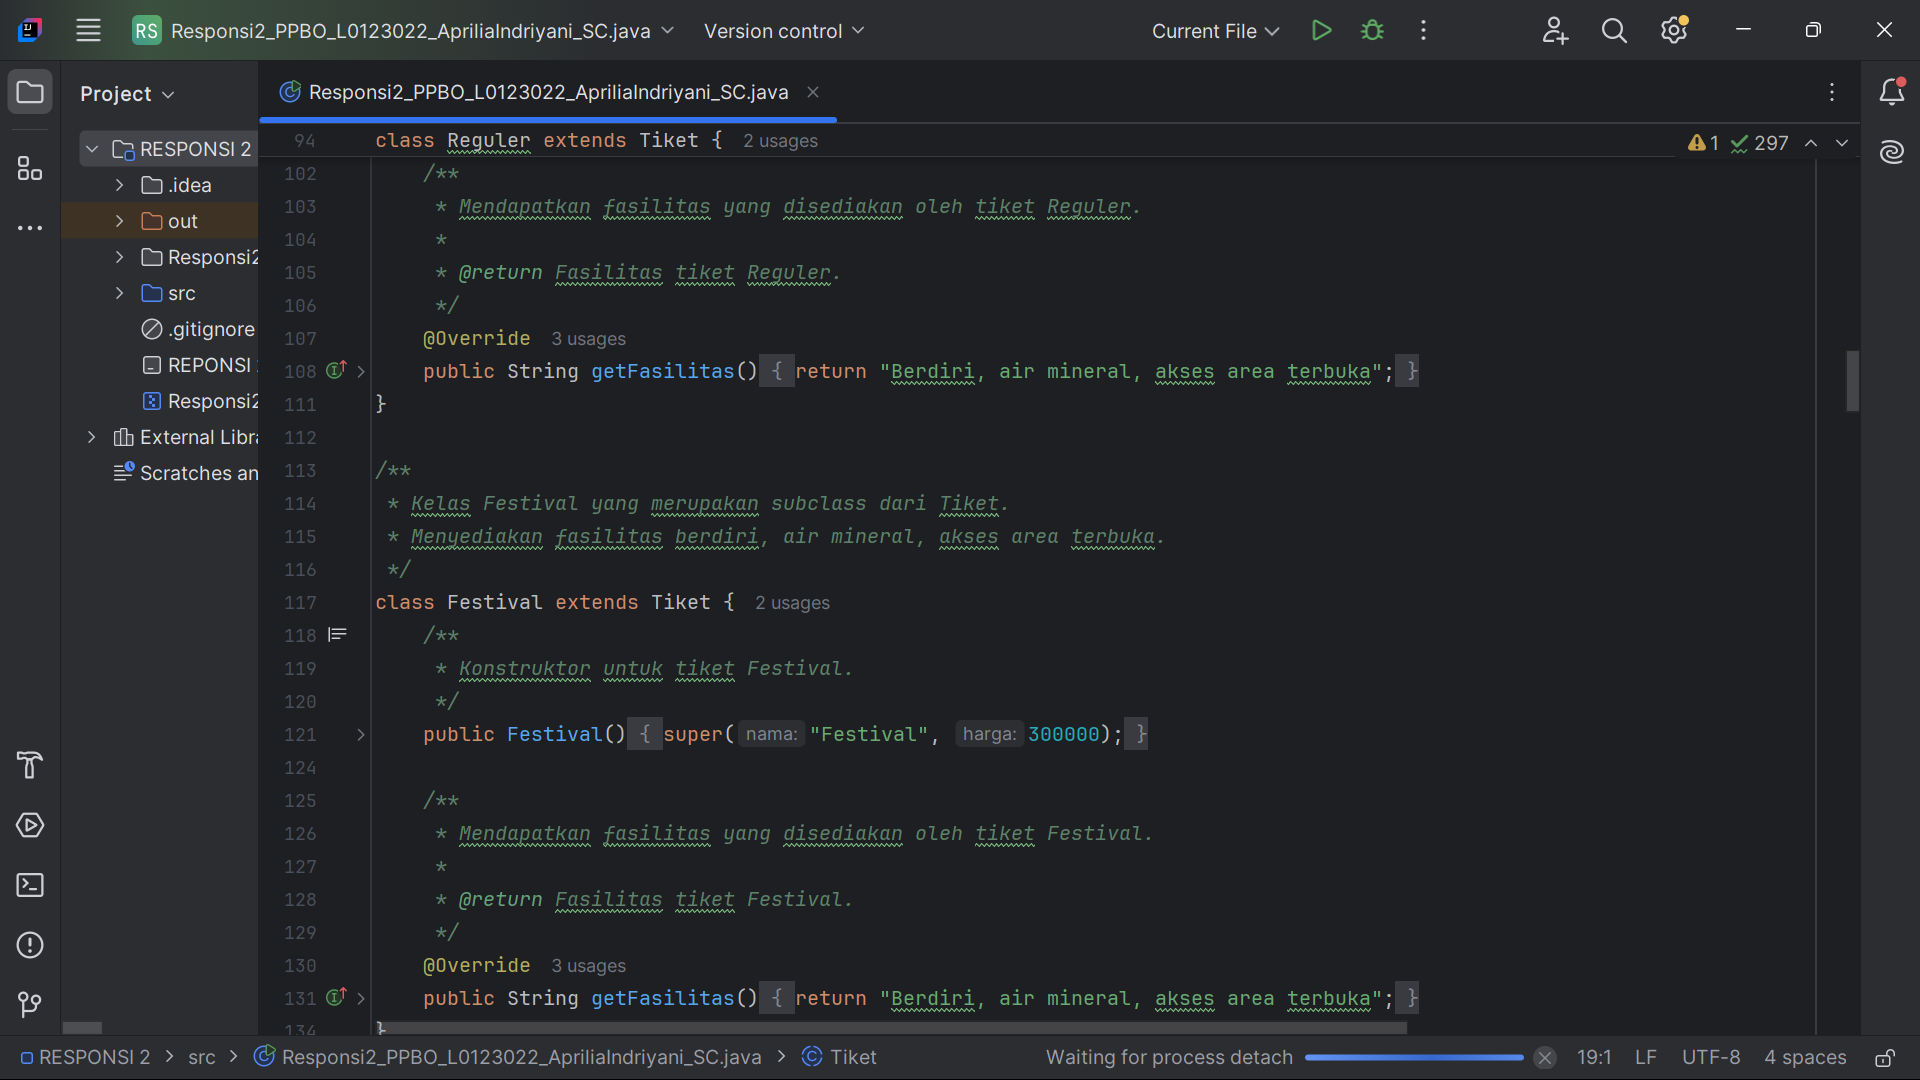 RS Responsi2_PPBO_L0123022_AprilialIndriyani_SC.java Version control Current File
Project
Responsi2_PPBO_L0123022_AprilialIndriyani_SC.java
RESPONSI 2
.idea
out
Responsi2
src
.gitignore
REPONSI
Responsi2
External Libra
Scratches an
94 class Reguler extends Tiket { 2 usages
1 297
102 /**
103 * Mendapatkan fasilitas yang disediakan oleh tiket Reguler.
104 *
105 * @return Fasilitas tiket Reguler.
106 */
107 @Override 3 usages
108 public String getFasilitas() { return "Berdiri, air mineral, akses area terbuka"; }
111 }
112
113 /**
114 * Kelas Festival yang merupakan subclass dari Tiket.
115 * Menyediakan fasilitas berdiri, air mineral, akses area terbuka.
116 */
117 class Festival extends Tiket { 2 usages
118 /**
119 * Konstruktor untuk tiket Festival.
120 */
121 public Festival() { super( nama: "Festival", harga: 300000); }
124
125 /**
126 * Mendapatkan fasilitas yang disediakan oleh tiket Festival.
127 *
128 * @return Fasilitas tiket Festival.
129 */
130 @Override 3 usages
131 public String getFasilitas() { return "Berdiri, air mineral, akses area terbuka"; }
134 }
RESPONSI 2 > src > Responsi2_PPBO_L0123022_AprilialIndriyani_SC.java > Tiket Waiting for process detach 19:1 LF UTF-8 4 spaces